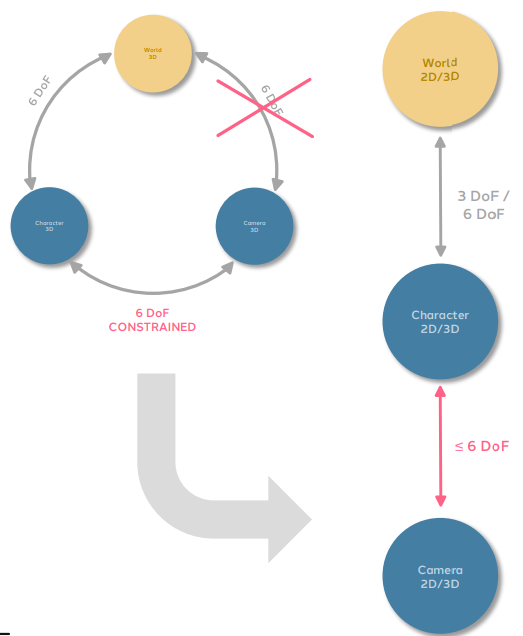 World
3D
6 DoF
6 DoF
Character
3D
Camera
3D
6 DoF
CONSTRAINED
World
2D/3D
3 DoF /
6 DoF
Character
2D/3D
≤ 6 DoF
Camera
2D/3D